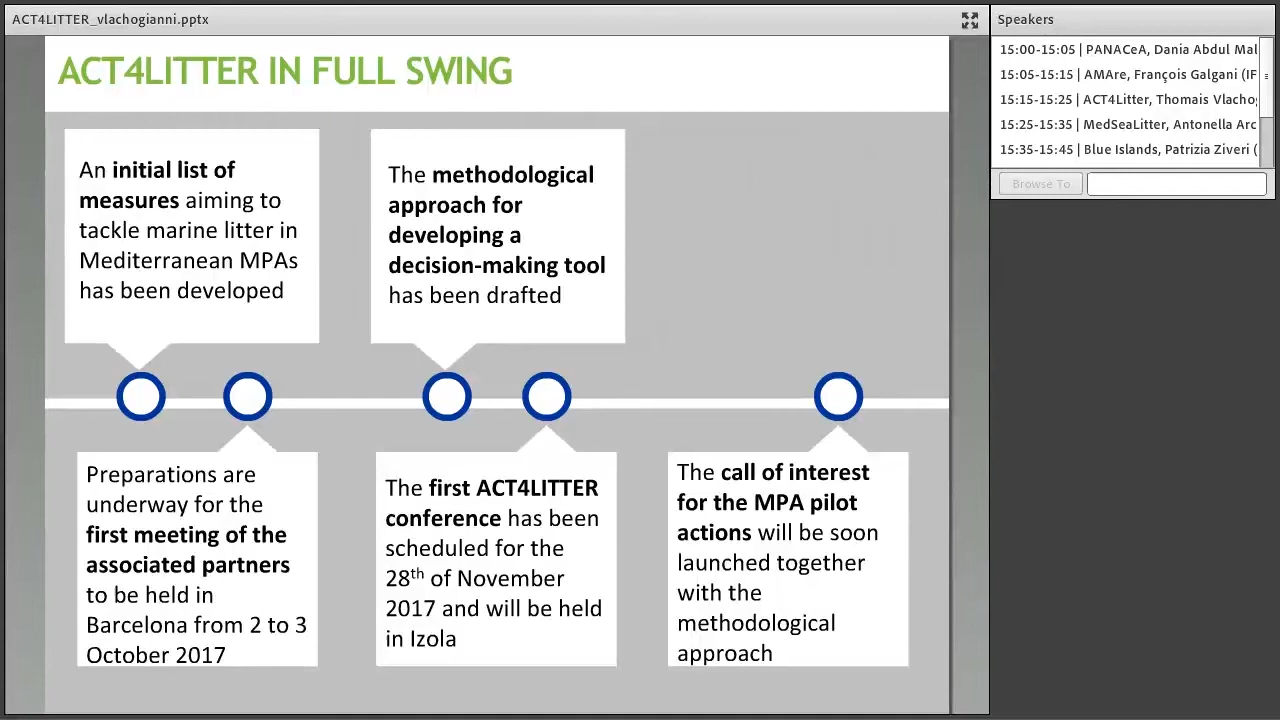 ACT4LITTER_vlachogianni.pptx
ACT4LITTER IN FULL SWING
An initial list of
measures aiming to
tackle marine litter in
Mediterranean MPAs
has been developed
The methodological
approach for
developing a
decision-making tool
has been drafted
Preparations are
underway for the
first meeting of the
associated partners
to be held in
Barcelona from 2 to 3
October 2017
The first ACT4LITTER
conference has been
scheduled for the
28th of November
2017 and will be held
in Izola
The call of interest
for the MPA pilot
actions will be soon
launched together
with the
methodological
approach
Speakers
15:00-15:05 | PANACeA, Dania Abdul Mal
15:05-15:15 | AMAre, François Galgani (IF
15:15-15:25 | ACT4Litter, Thomais Vlacho
15:25-15:35 | MedSeaLitter, Antonella Arc
15:35-15:45 | Blue Islands, Patrizia Ziveri (
Browse To